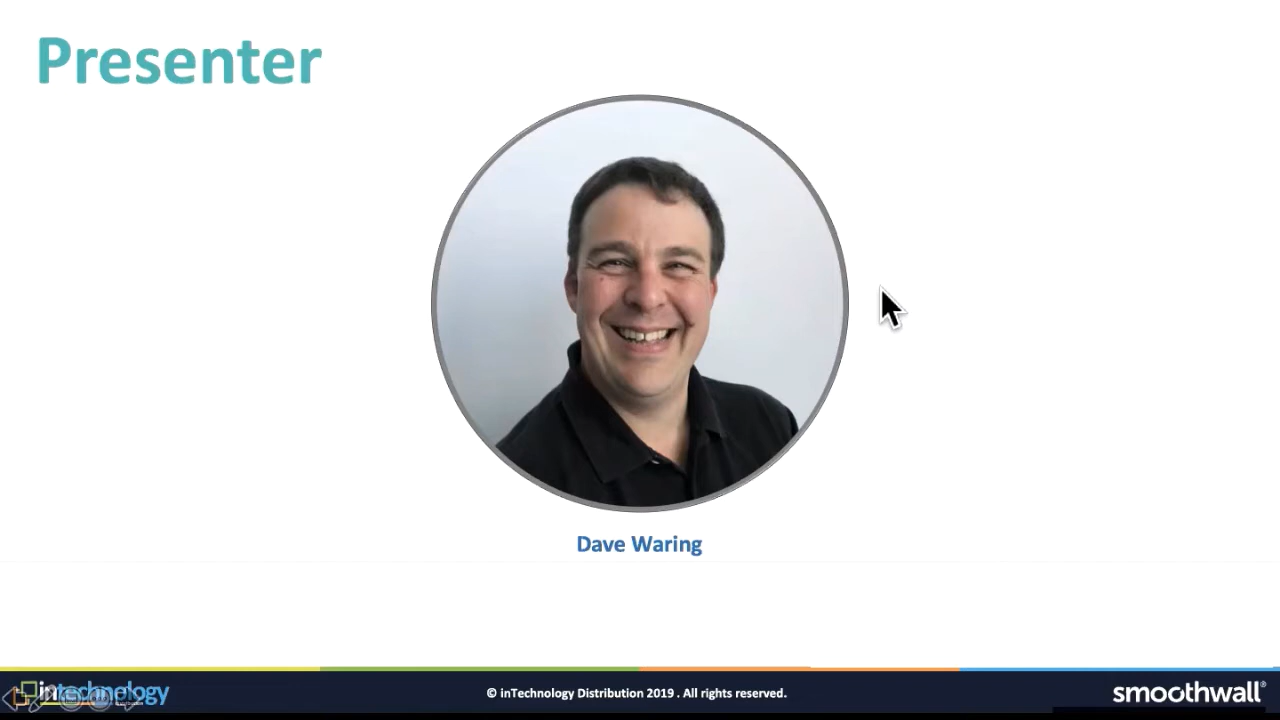 Presenter
Dave Waring
intechnology
© inTechnology Distribution 2019 . All rights reserved.
smoothwall®